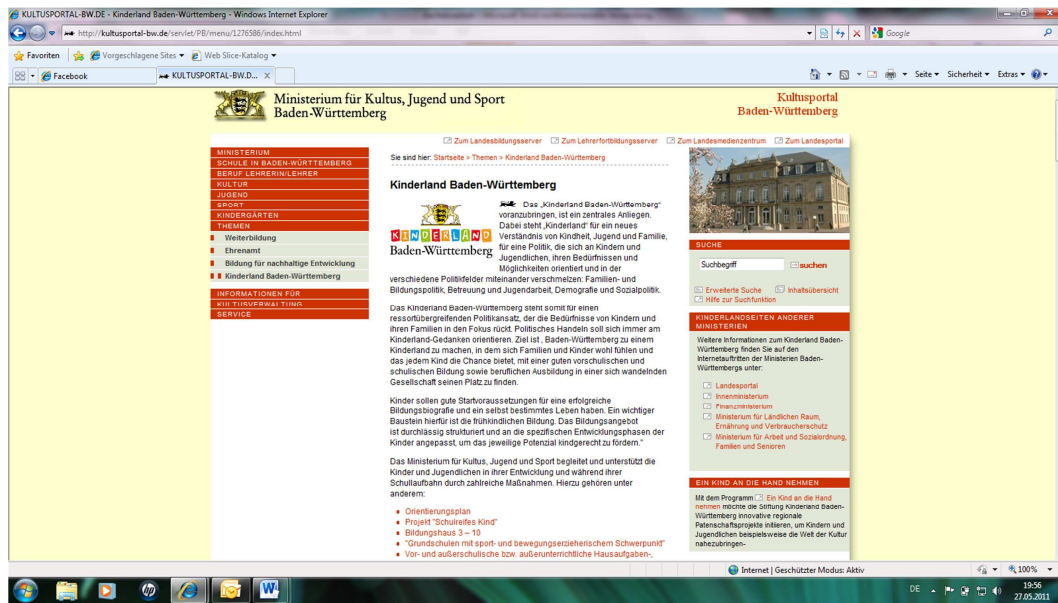 KULTUSPORTAL-BW.DE - Kinderland Baden-Württemberg - Windows Internet Explorer
http://kultusportal-bw.de/servlet/PB/menu/1276586/index.html
Google
Favoriten
Vorgeschlagene Sites
Web Slice-Katalog
Facebook
KULTUSPORTAL-BW.D...
Seite
Sicherheit
Extras
Ministerium für Kultus, Jugend und Sport
Baden-Württemberg
Kultusportal
Baden-Württemberg
Zum Landesbildungsserver
Zum Lehrerfortbildungsserver
Zum Landesmedienzentrum
Zum Landesportal
MINISTERIUM
SCHULE IN BADEN-WÜRTTEMBERG
BERUF LEHRERIN/LEHRER
KULTUR
JUGEND
SPORT
KINDERGÄRTEN
THEMEN
Weiterbildung
Ehrenamt
Bildung für nachhaltige Entwicklung
Kinderland Baden-Württemberg
INFORMATIONEN FÜR
KULTUSVERWALTUNG
SERVICE
Sie sind hier: Startseite > Themen > Kinderland Baden-Württemberg
Kinderland Baden-Württemberg
KINDERLAND
Baden-Württemberg
Das „Kinderland Baden-Württemberg“
voranzubringen, ist ein zentrales Anliegen.
Dabei steht „Kinderland“ für ein neues
Verständnis von Kindheit, Jugend und Familie,
für eine Politik, die sich an Kindern und
Jugendlichen, ihren Bedürfnissen und
Möglichkeiten orientiert und in der
verschiedene Politikfelder miteinander verschmelzen: Familien- und
Bildungspolitik, Betreuung und Jugendarbeit, Demografie und Sozialpolitik.
Das Kinderland Baden-Württemberg steht somit für einen
ressortübergreifenden Politikansatz, der die Bedürfnisse von Kindern und
ihren Familien in den Fokus rückt. Politisches Handeln soll sich immer am
Kinderland-Gedanken orientieren. Ziel ist , Baden-Württemberg zu einem
Kinderland zu machen, in dem sich Familien und Kinder wohl fühlen und
das jedem Kind die Chance bietet, mit einer guten vorschulischen und
schulischen Bildung sowie beruflichen Ausbildung in einer sich wandelnden
Gesellschaft seinen Platz zu finden.
Kinder sollen gute Startvoraussetzungen für eine erfolgreiche
Bildungsbiografie und ein selbst bestimmtes Leben haben. Ein wichtiger
Baustein hierfür ist die frühkindlichen Bildung. Das Bildungsangebot
ist durchlässig strukturiert und an die spezifischen Entwicklungsphasen der
Kinder angepasst, um das jeweilige Potenzial kindgerecht zu fördern."
Das Ministerium für Kultus, Jugend und Sport begleitet und unterstützt die
Kinder und Jugendlichen in ihrer Entwicklung und während ihrer
Schullaufbahn durch zahlreiche Maßnahmen. Hierzu gehören unter
anderem:
Orientierungsplan
Projekt "Schulreifes Kind"
Bildungshaus 3 – 10
"Grundschulen mit sport- und bewegungserzieherischem Schwerpunkt"
Vor- und außerschulische bzw. außerunterrichtliche Hausaufgaben-,
SUCHE
Suchbegriff
suchen
Erweiterte Suche
Inhaltsübersicht
Hilfe zur Suchfunktion
KINDERLANDSEITEN ANDERER
MINISTERIEN
Weitere Informationen zum Kinderland Baden-
Württemberg finden Sie auf den
Internetauftritten der Ministerien Baden-
Württembergs unter:
Landesportal
Innenministerium
Finanzministerium
Ministerium für Ländlichen Raum,
Ernährung und Verbraucherschutz
Ministerium für Arbeit und Sozialordnung,
Familien und Senioren
EIN KIND AN DIE HAND NEHMEN
Mit dem Programm Ein Kind an die Hand
nehmen möchte die Stiftung Kinderland Baden-
Württemberg innovative regionale
Patenschaftsprojekte initiieren, um Kindern und
Jugendlichen beispielsweise die Welt der Kultur
nahezubringen-
Internet | Geschützter Modus: Aktiv
100%
hp
W
DE
19:56
27.05.2011